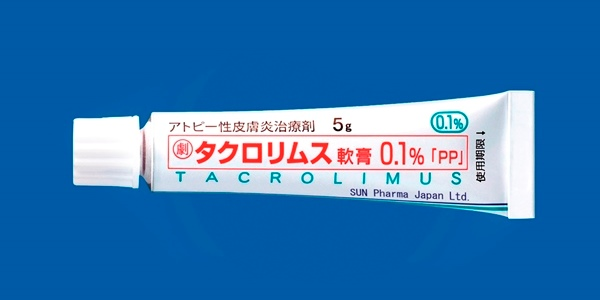 アトピー性皮膚炎治療剤 5g
0.1%
劇 タクロリムス 軟膏 0.1%「PP」
TACROLIMUS
SUN Pharma Japan Ltd.
使用期限↓